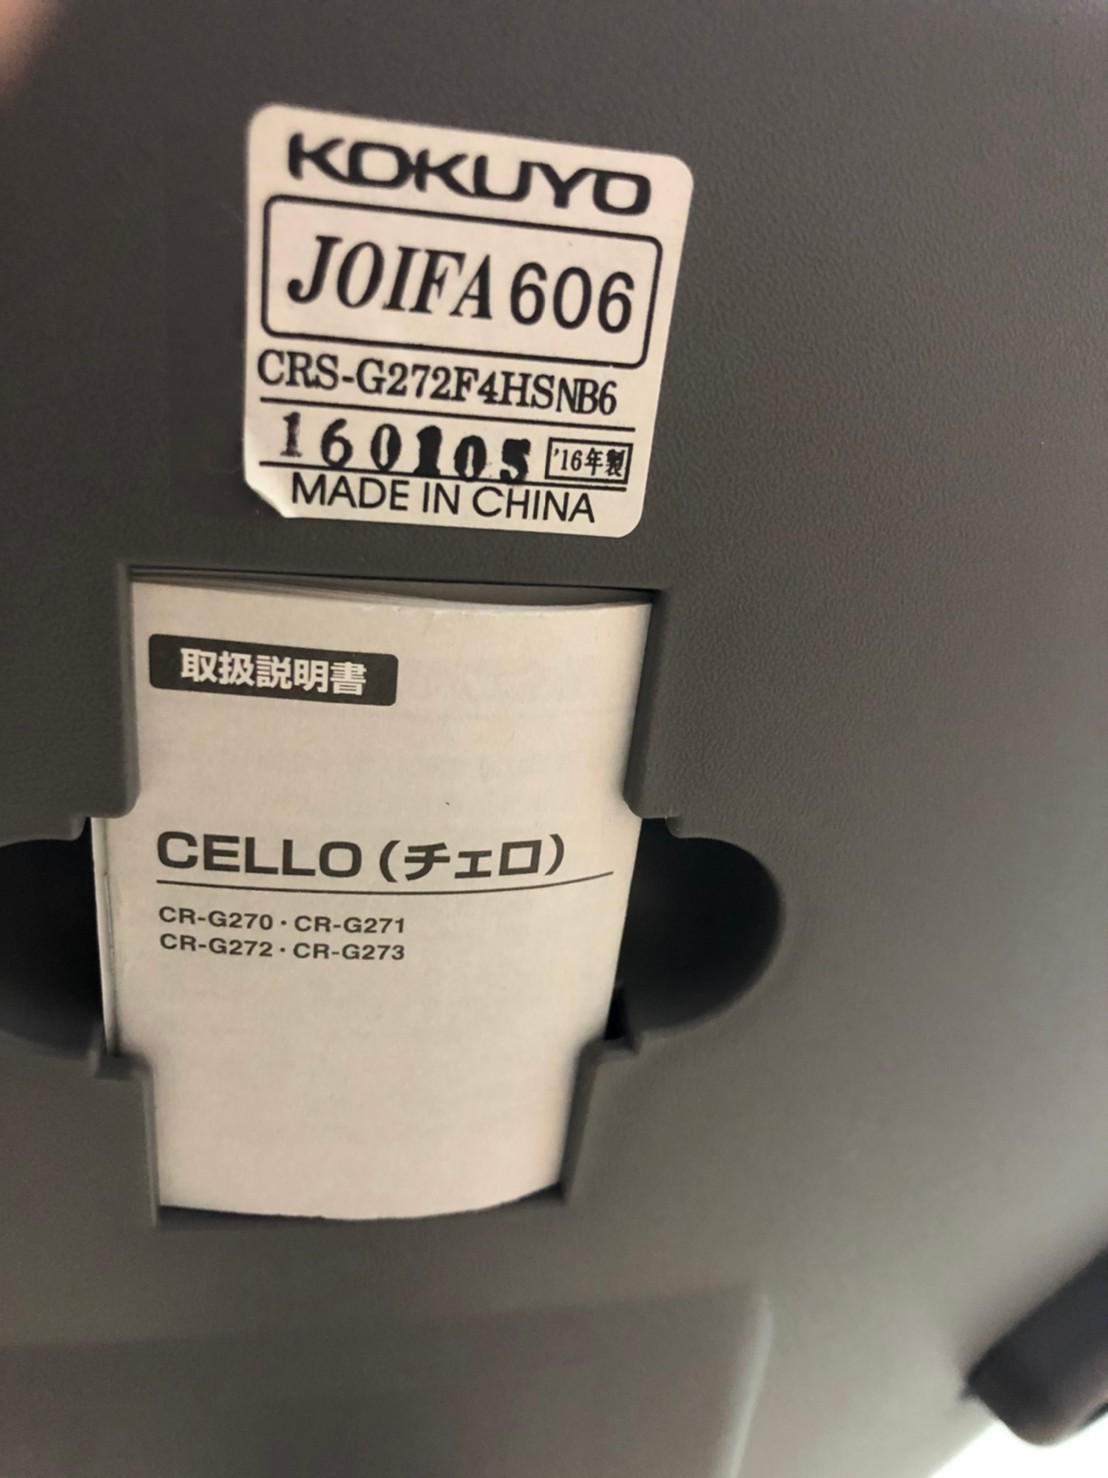 KOKUYO
JOIFA 606
CRS-G272F4HSNB6
160105 '16年製
MADE IN CHINA
取扱説明書
CELLO（チェロ）
CR-G270・CR-G271
CR-G272・CR-G273